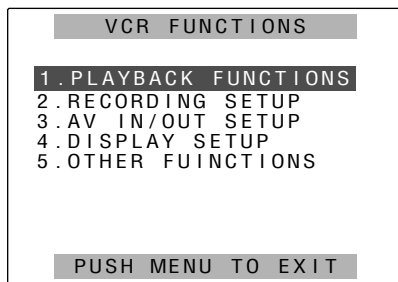 VCR FUNCTIONS
1.PLAYBACK FUNCTIONS
2.RECORDING SETUP
3.AV IN/OUT SETUP
4.DISPLAY SETUP
5.OTHER FUINCTIONS
PUSH MENU TO EXIT